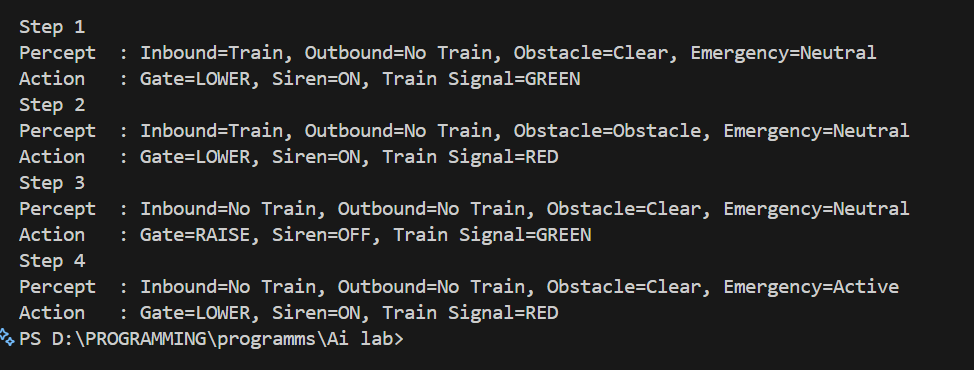 Step 1
Percept  : Inbound=Train, Outbound=No Train, Obstacle=Clear, Emergency=Neutral
Action   : Gate=LOWER, Siren=ON, Train Signal=GREEN
Step 2
Percept  : Inbound=Train, Outbound=No Train, Obstacle=Obstacle, Emergency=Neutral
Action   : Gate=LOWER, Siren=ON, Train Signal=RED
Step 3
Percept  : Inbound=No Train, Outbound=No Train, Obstacle=Clear, Emergency=Neutral
Action   : Gate=RAISE, Siren=OFF, Train Signal=GREEN
Step 4
Percept  : Inbound=No Train, Outbound=No Train, Obstacle=Clear, Emergency=Active
Action   : Gate=LOWER, Siren=ON, Train Signal=RED
PS D:\PROGRAMMING\programms\Ai lab>